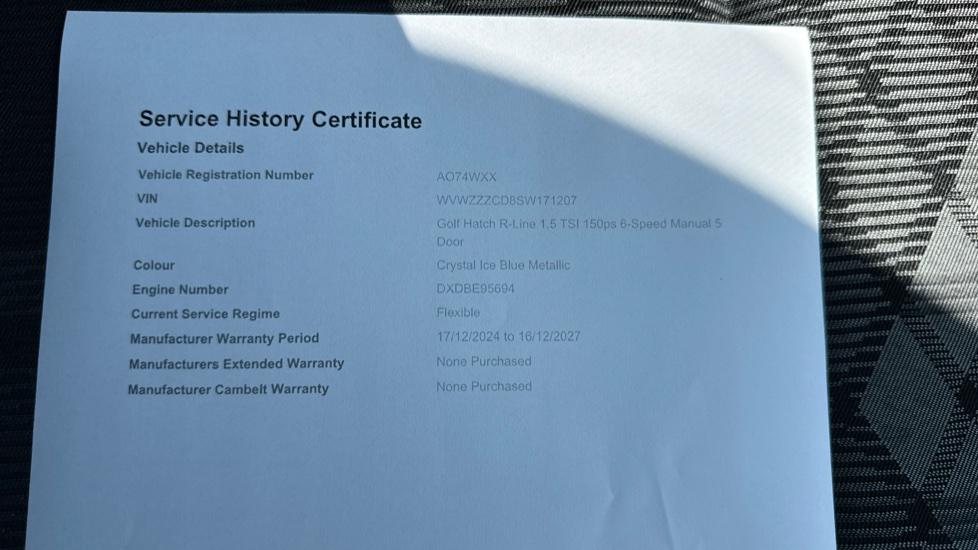 Service History Certificate
Vehicle Details
Vehicle Registration Number AO74WXX
VIN WVWZZZCD8SW171207
Vehicle Description Golf Hatch R-Line 1.5 TSI 150ps 6-Speed Manual 5
Door
Colour Crystal Ice Blue Metallic
Engine Number DXDBE95694
Current Service Regime Flexible
Manufacturer Warranty Period 17/12/2024 to 16/12/2027
Manufacturers Extended Warranty None Purchased
Manufacturer Cambelt Warranty None Purchased